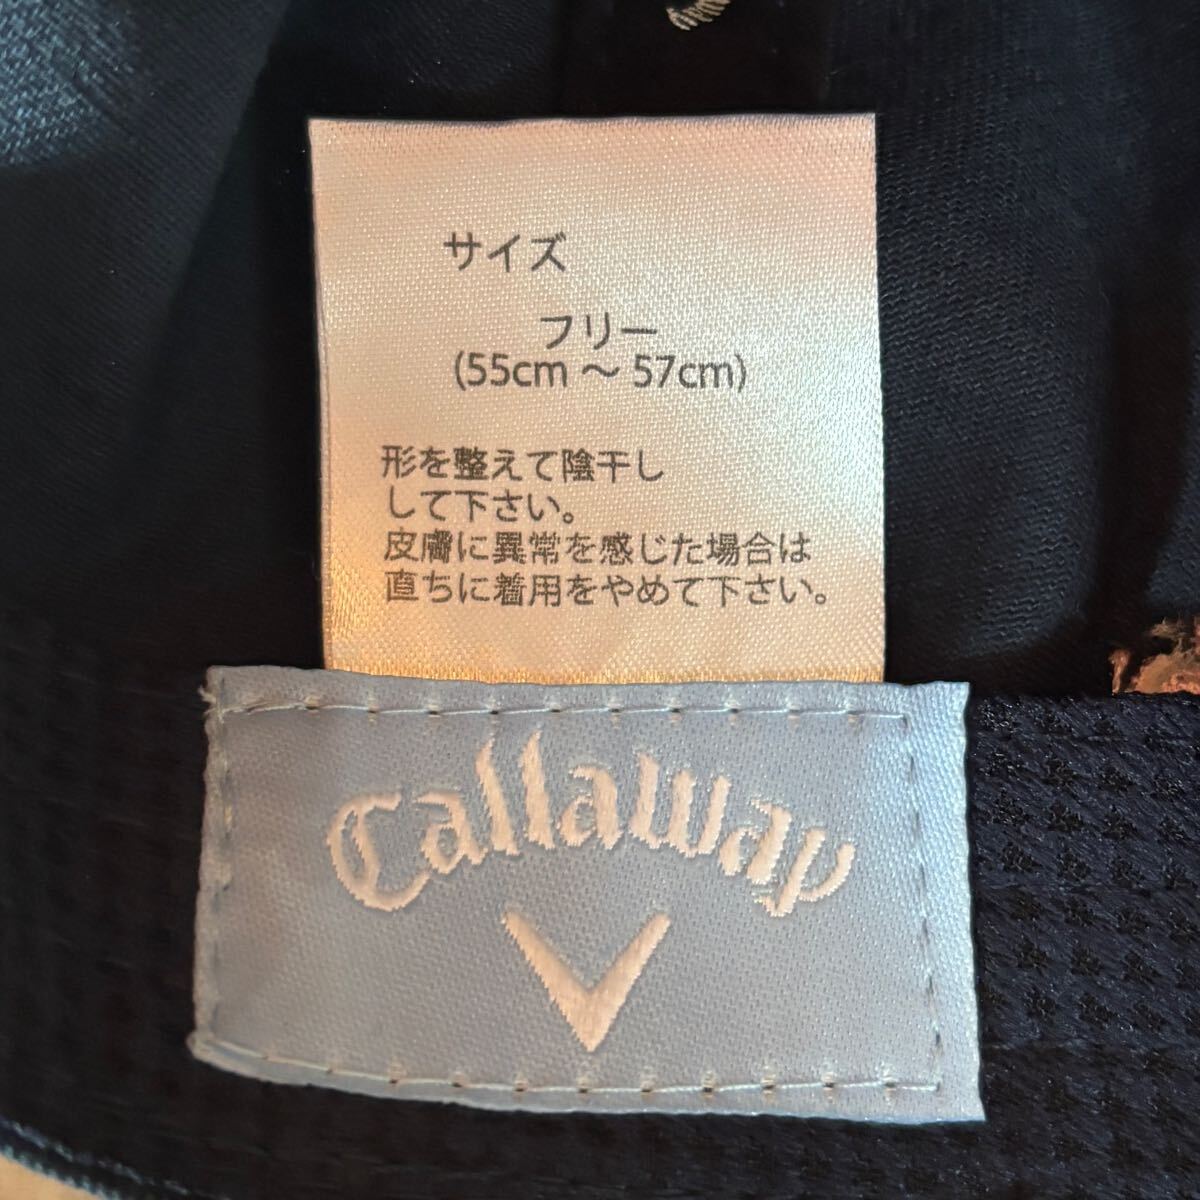 サイズ
フリー
(55cm 〜 57cm)
形を整えて陰干し
して下さい。
皮膚に異常を感じた場合は
直ちに着用をやめて下さい。
Callaway